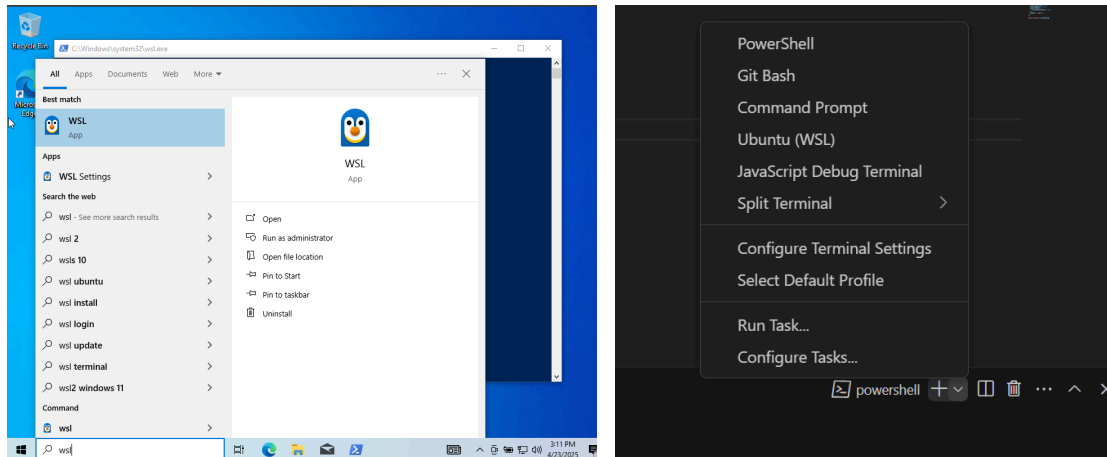 Recycle Bin
C:\Windows\system32\wsl.exe
All Apps Documents Web More
Best match
WSL
App
Apps
WSL Settings
Search the web
wsl - See more search results
wsl 2
wsls 10
wsl ubuntu
wsl install
wsl login
wsl update
wsl terminal
wsl2 windows 11
Command
wsl
wsl
WSL
App
Open
Run as administrator
Open file location
Pin to Start
Pin to taskbar
Uninstall
3:11 PM
4/23/2025
PowerShell
Git Bash
Command Prompt
Ubuntu (WSL)
JavaScript Debug Terminal
Split Terminal
Configure Terminal Settings
Select Default Profile
Run Task...
Configure Tasks...
powershell